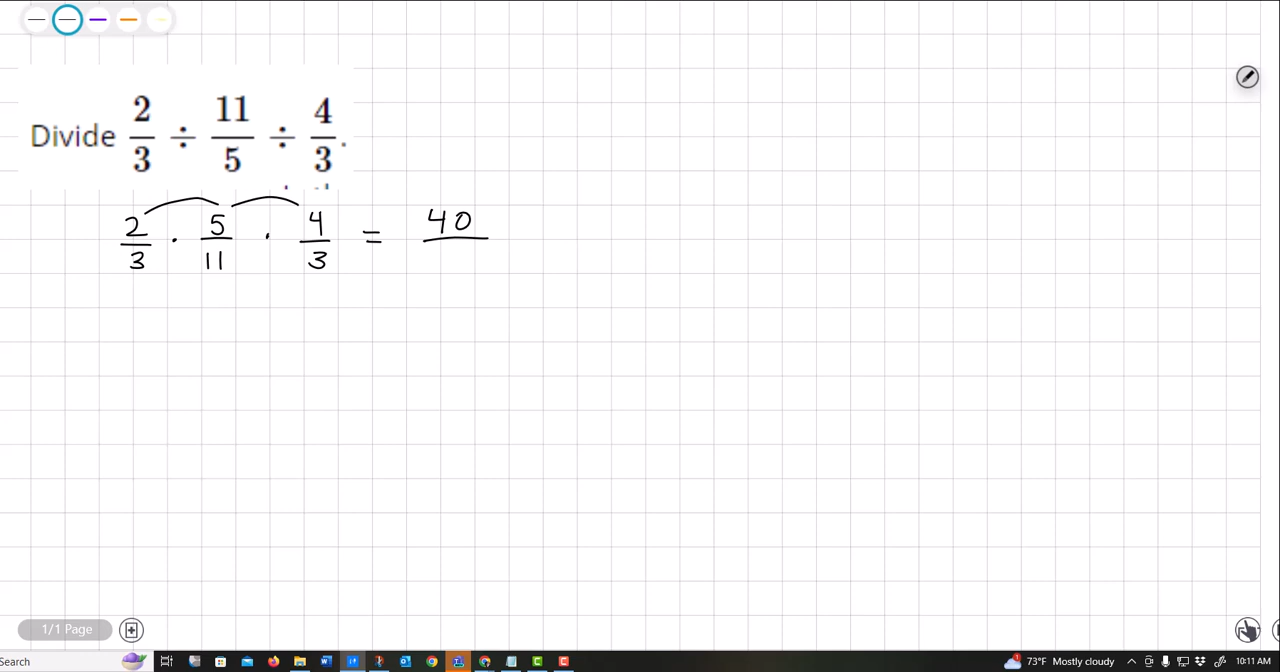 Divide 2/3 ÷ 11/5 ÷ 4/3.
2/3 · 5/11 · 4/3 = 40
1/1 Page
Search
73°F Mostly cloudy 10:11 AM